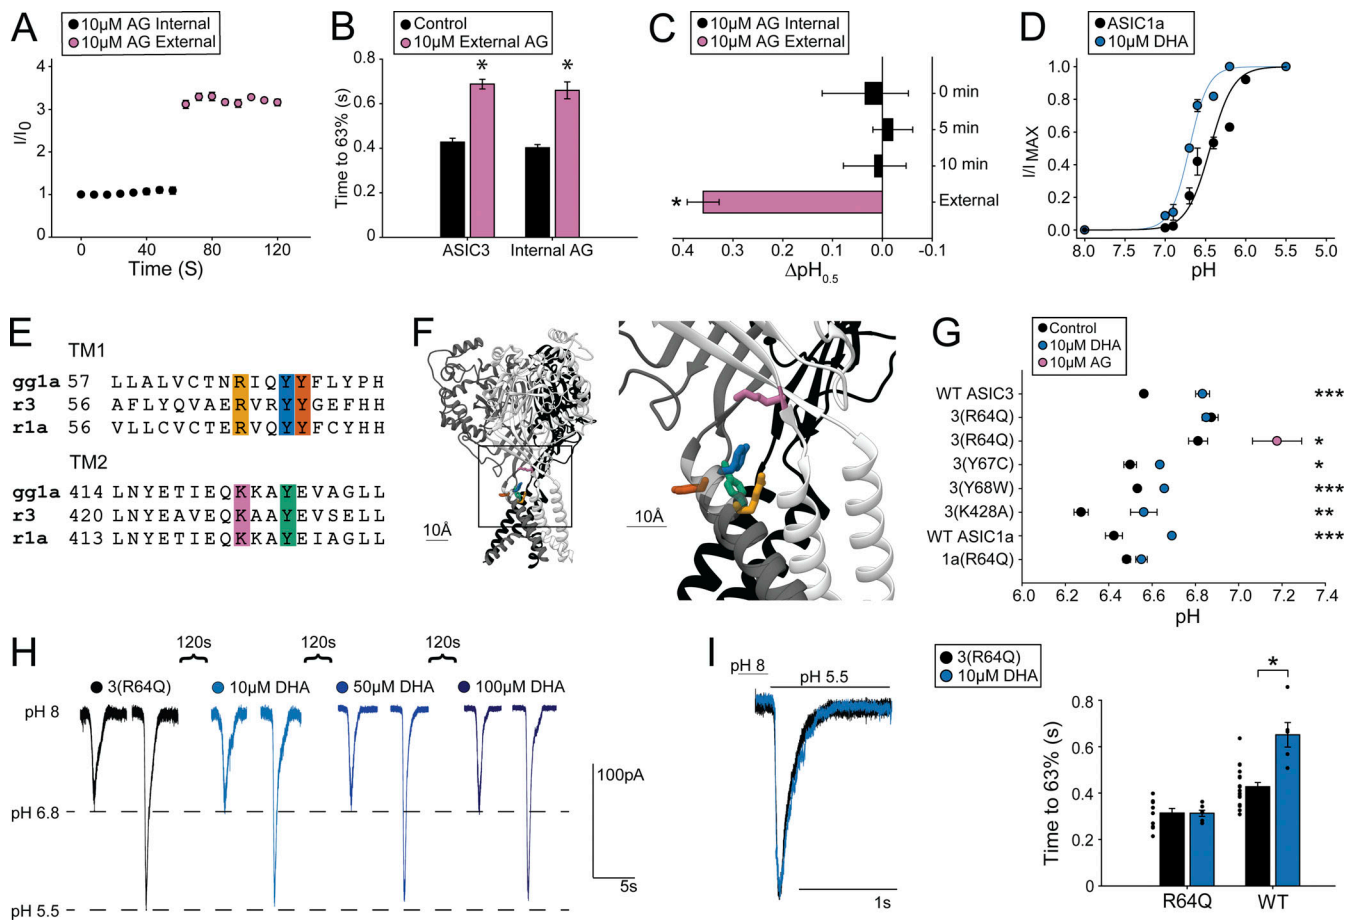 A
10μM AG Internal
10μM AG External
I/I0
4
3
2
1
0
0 40 80 120
Time (S)
B
Control
10μM External AG
Time to 63% (s)
0.8
0.6
0.4
0.2
0
* *
ASIC3 Internal AG
C
10μM AG Internal
10μM AG External
0 min
5 min
10 min
External
*
0.4 0.3 0.2 0.1 0.0 -0.1
ΔpH0.5
D
ASIC1a
10μM DHA
I/IMAX
1.0
0.8
0.6
0.4
0.2
0.0
8.0 7.0 6.5 6.0 5.5 5.0
pH
E
TM1
gg1a 57 LLALVCTNRIQYYFLYPH
r3 56 AFLYQVAERVRYYGEFHH
r1a 56 VLLCVCTERVQYYFCYHH
TM2
gg1a 414 LNYETIEQKKAYEVAGLL
r3 420 LNYEAVEQKAAYEVSELL
r1a 413 LNYETIEQKKAYEIAGLL
F
10Å
10Å
G
Control
10μM DHA
10μM AG
WT ASIC3 ***
3(R64Q)
3(R64Q) *
3(Y67C) *
3(Y68W) ***
3(K428A) **
WT ASIC1a ***
1a(R64Q)
6.0 6.2 6.4 6.6 6.8 7.0 7.2 7.4
pH
H
120s 120s 120s
3(R64Q) 10μM DHA 50μM DHA 100μM DHA
pH 8
pH 6.8
pH 5.5
100pA
5s
I
pH 8
pH 5.5
1s
3(R64Q)
10μM DHA
Time to 63% (s)
0.8
0.6
0.4
0.2
0
*
R64Q WT